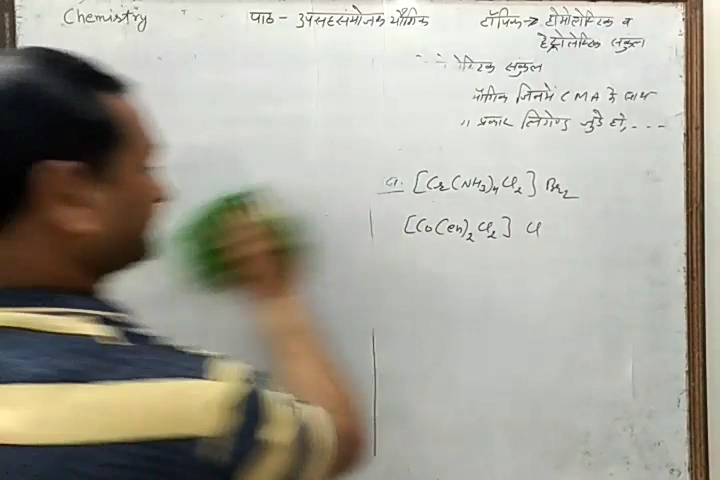 Chemistry
पाठ - उपसहसंयोजक यौगिक
टॉपिक → होमोलेप्टिक व
हेट्रोलेप्टिक संकुल
संकुल
यौगिक जिनमें CMA के साथ
प्रकार लिगेण्ड जुड़े हो, ---
a. [Cr(NH3)4Cl2] Br2
[Co(en)2Cl2] Cl